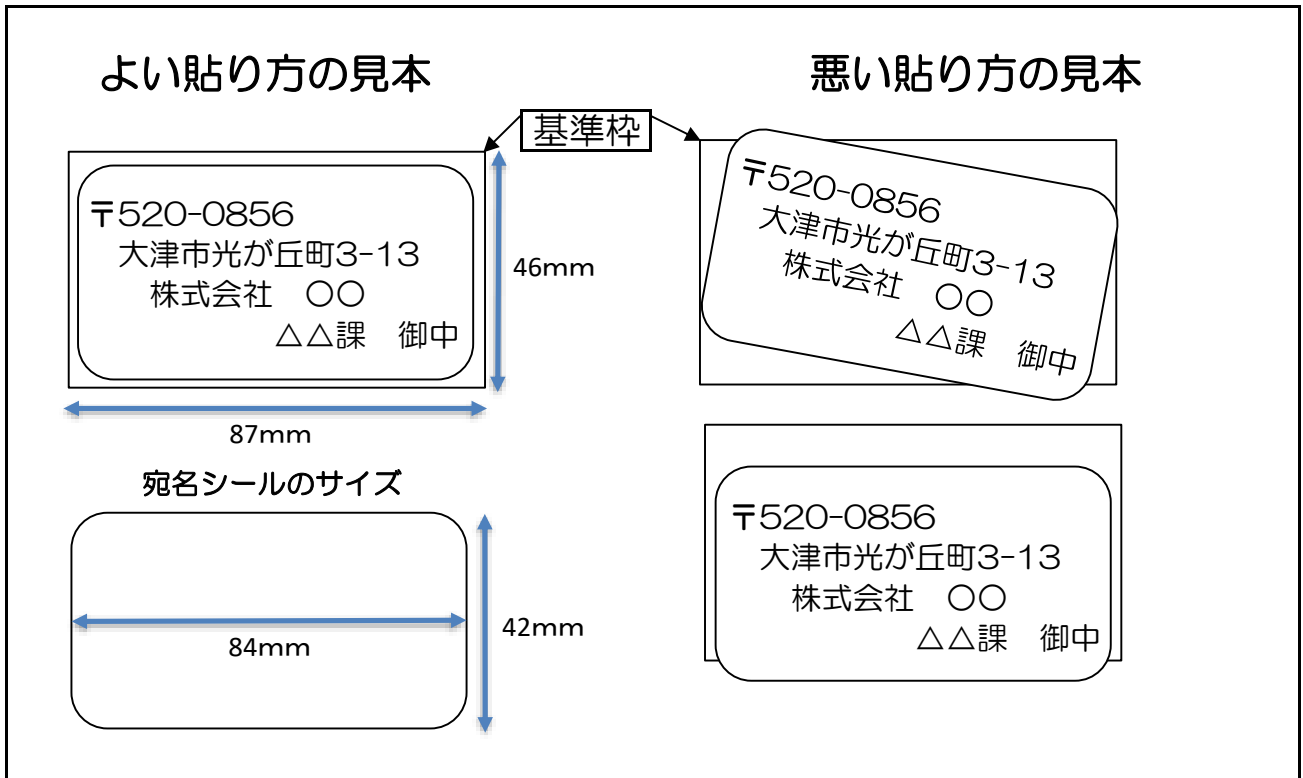 よい貼り方の見本
悪い貼り方の見本
基準枠
〒520-0856
大津市光が丘町3-13
株式会社　〇〇
△△課　御中
46mm
87mm
宛名シールのサイズ
84mm
42mm
〒520-0856
大津市光が丘町3-13
株式会社　〇〇
△△課　御中
〒520-0856
大津市光が丘町3-13
株式会社　〇〇
△△課　御中